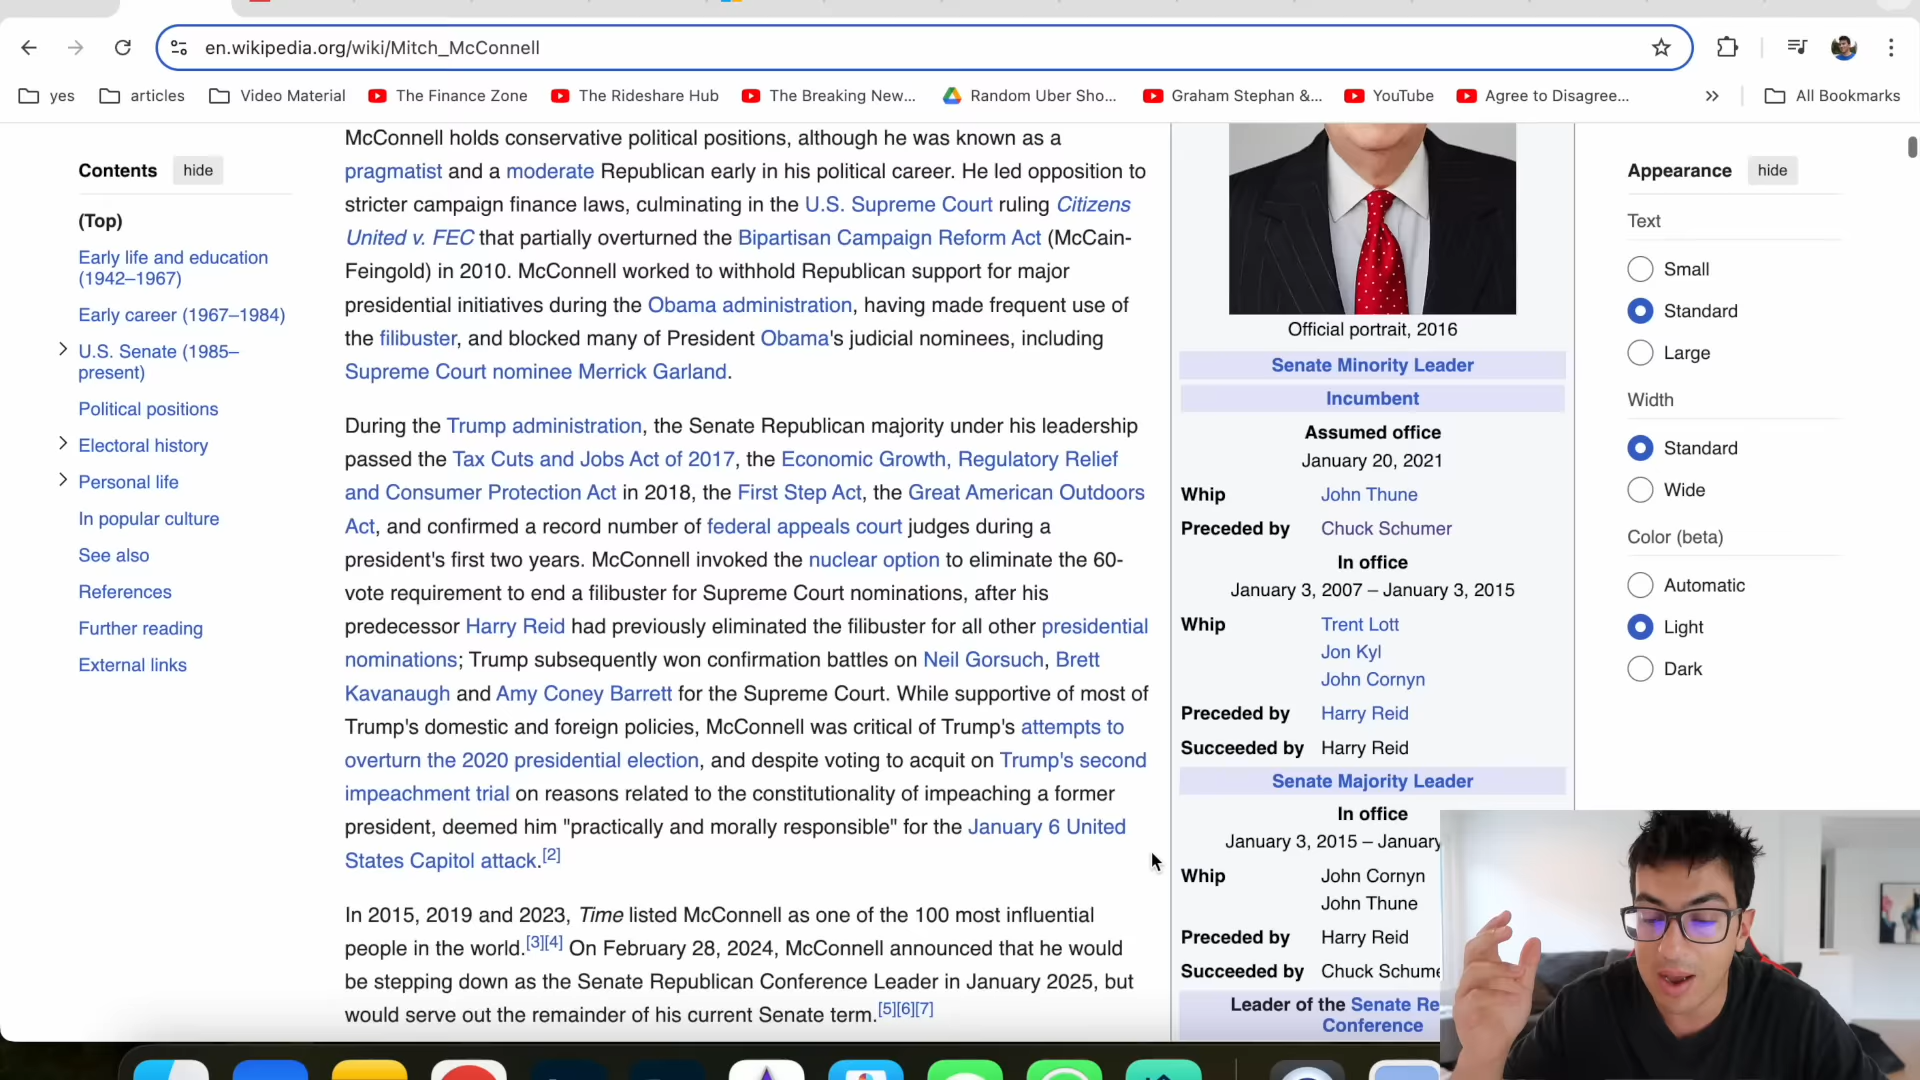 en.wikipedia.org/wiki/Mitch_McConnell
yes
articles
Video Material
The Finance Zone
The Rideshare Hub
The Breaking New...
Random Uber Sho...
Graham Stephan &...
YouTube
Agree to Disagree...
All Bookmarks
Contents
hide
(Top)
Early life and education
(1942–1967)
Early career (1967–1984)
U.S. Senate (1985–
present)
Political positions
Electoral history
Personal life
In popular culture
See also
References
Further reading
External links
McConnell holds conservative political positions, although he was known as a
pragmatist and a moderate Republican early in his political career. He led opposition to
stricter campaign finance laws, culminating in the U.S. Supreme Court ruling Citizens
United v. FEC that partially overturned the Bipartisan Campaign Reform Act (McCain-
Feingold) in 2010. McConnell worked to withhold Republican support for major
presidential initiatives during the Obama administration, having made frequent use of
the filibuster, and blocked many of President Obama's judicial nominees, including
Supreme Court nominee Merrick Garland.
During the Trump administration, the Senate Republican majority under his leadership
passed the Tax Cuts and Jobs Act of 2017, the Economic Growth, Regulatory Relief
and Consumer Protection Act in 2018, the First Step Act, the Great American Outdoors
Act, and confirmed a record number of federal appeals court judges during a
president's first two years. McConnell invoked the nuclear option to eliminate the 60-
vote requirement to end a filibuster for Supreme Court nominations, after his
predecessor Harry Reid had previously eliminated the filibuster for all other presidential
nominations; Trump subsequently won confirmation battles on Neil Gorsuch, Brett
Kavanaugh and Amy Coney Barrett for the Supreme Court. While supportive of most of
Trump's domestic and foreign policies, McConnell was critical of Trump's attempts to
overturn the 2020 presidential election, and despite voting to acquit on Trump's second
impeachment trial on reasons related to the constitutionality of impeaching a former
president, deemed him "practically and morally responsible" for the January 6 United
States Capitol attack.[2]
In 2015, 2019 and 2023, Time listed McConnell as one of the 100 most influential
people in the world.[3][4] On February 28, 2024, McConnell announced that he would
be stepping down as the Senate Republican Conference Leader in January 2025, but
would serve out the remainder of his current Senate term.[5][6][7]
Official portrait, 2016
Senate Minority Leader
Incumbent
Assumed office
January 20, 2021
Whip John Thune
Preceded by Chuck Schumer
In office
January 3, 2007 – January 3, 2015
Whip Trent Lott
Jon Kyl
John Cornyn
Preceded by Harry Reid
Succeeded by Harry Reid
Senate Majority Leader
In office
January 3, 2015 – January
Whip John Cornyn
John Thune
Preceded by Harry Reid
Succeeded by Chuck Schume
Leader of the Senate Re
Conference
Appearance
hide
Text
Small
Standard
Large
Width
Standard
Wide
Color (beta)
Automatic
Light
Dark